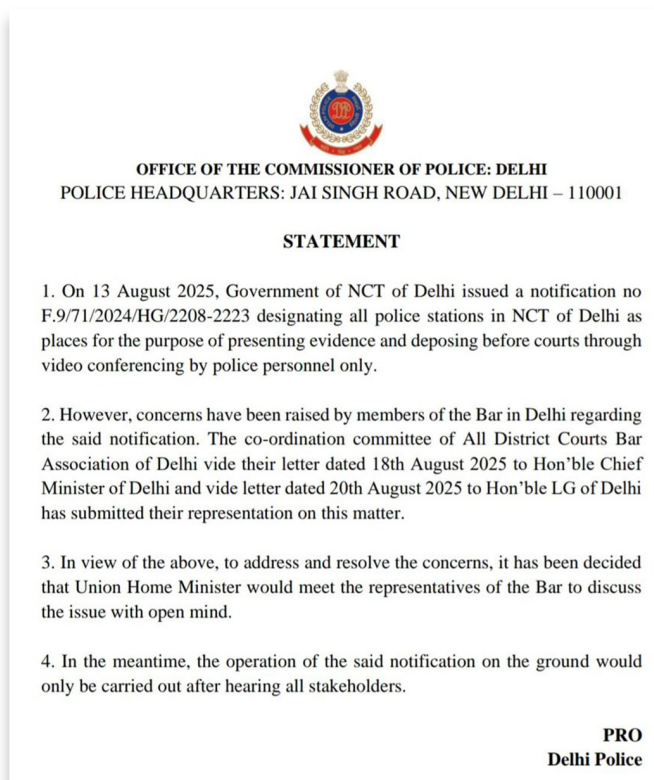 OFFICE OF THE COMMISSIONER OF POLICE: DELHI
POLICE HEADQUARTERS: JAI SINGH ROAD, NEW DELHI – 110001
STATEMENT
1. On 13 August 2025, Government of NCT of Delhi issued a notification no
F.9/71/2024/HG/2208-2223 designating all police stations in NCT of Delhi as
places for the purpose of presenting evidence and deposing before courts through
video conferencing by police personnel only.
2. However, concerns have been raised by members of the Bar in Delhi regarding
the said notification. The co-ordination committee of All District Courts Bar
Association of Delhi vide their letter dated 18th August 2025 to Hon’ble Chief
Minister of Delhi and vide letter dated 20th August 2025 to Hon’ble LG of Delhi
has submitted their representation on this matter.
3. In view of the above, to address and resolve the concerns, it has been decided
that Union Home Minister would meet the representatives of the Bar to discuss
the issue with open mind.
4. In the meantime, the operation of the said notification on the ground would
only be carried out after hearing all stakeholders.
PRO
Delhi Police